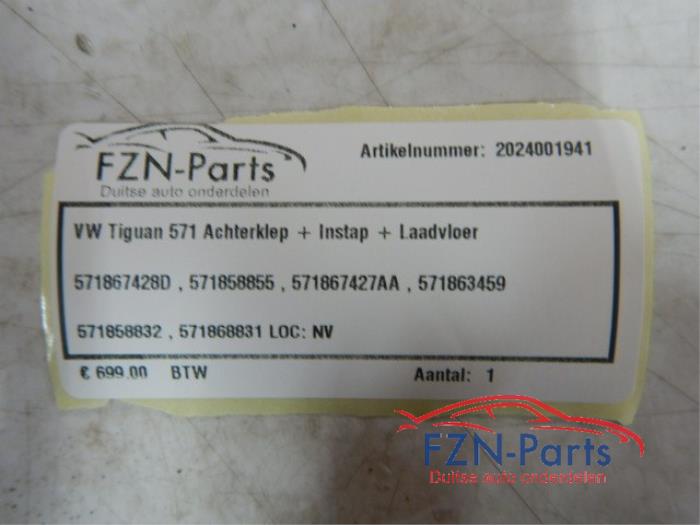 FZN-Parts
Duitse auto onderdelen
Artikelnummer: 2024001941
VW Tiguan 571 Achterklep + Instap + Laadvloer
571867428D , 571858855 , 571867427AA , 571863459
571858832 , 571868831 LOC: NV
€ 699.00 BTW
Aantal: 1
FZN-Parts
Duitse auto onderdelen